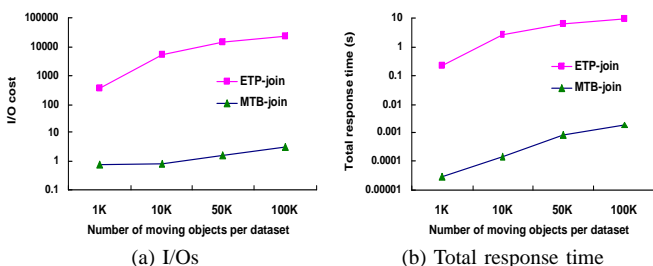 100000
10000
1000
100
10
1
0.1
I/O cost
ETP-join
MTB-join
1K 10K 50K 100K
Number of moving objects per dataset
(a) I/Os
10
1
0.1
0.01
0.001
0.0001
0.00001
Total response time (s)
ETP-join
MTB-join
1K 10K 50K 100K
Number of moving objects per dataset
(b) Total response time